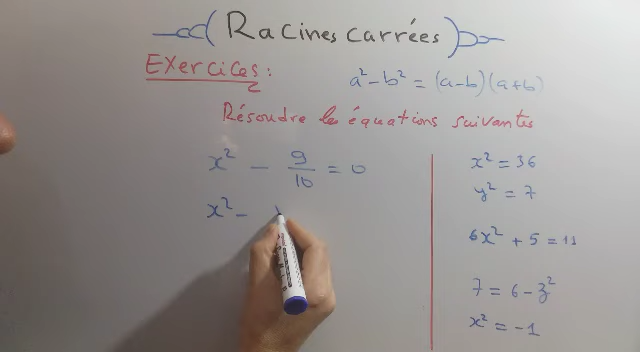 Racines carrées
Exercices:
2
a² - b² = (a-b)(a+b)
Résoudre les équations suivantes
x² - 9/16 = 0
x² -
x² = 36
y² = 7
6x² + 5 = 11
7 = 6 - z²
x² = -1